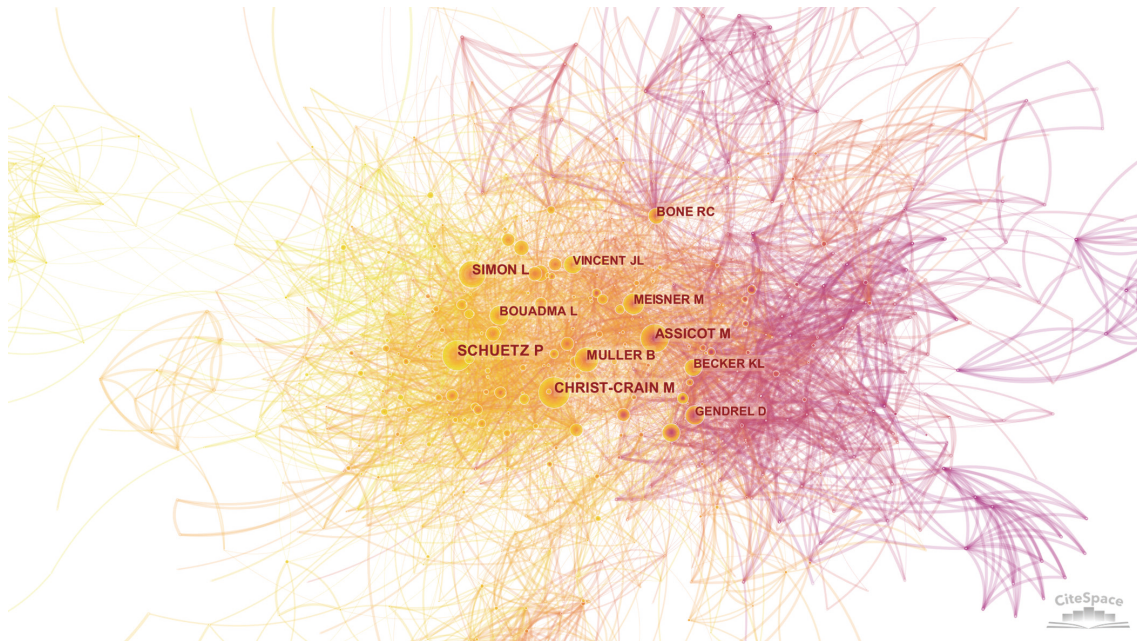 BONE RC
VINCENT JL
SIMON L
MEISNER M
BOUADMA L
ASSICOT M
SCHUETZ P
MULLER B
BECKER KL
CHRIST-CRAIN M
GENDREL D
CiteSpace